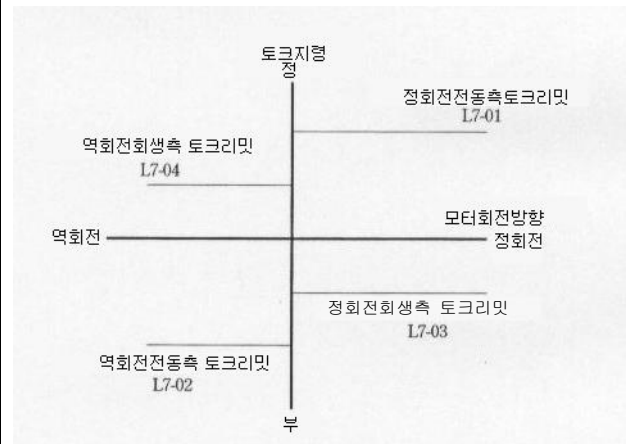 토크지령
정
정회전전동측토크리밋
L7-01
역회전회생측 토크리밋
L7-04
모터회전방향
역회전
정회전
정회전회생측 토크리밋
L7-03
역회전전동측 토크리밋
L7-02
부